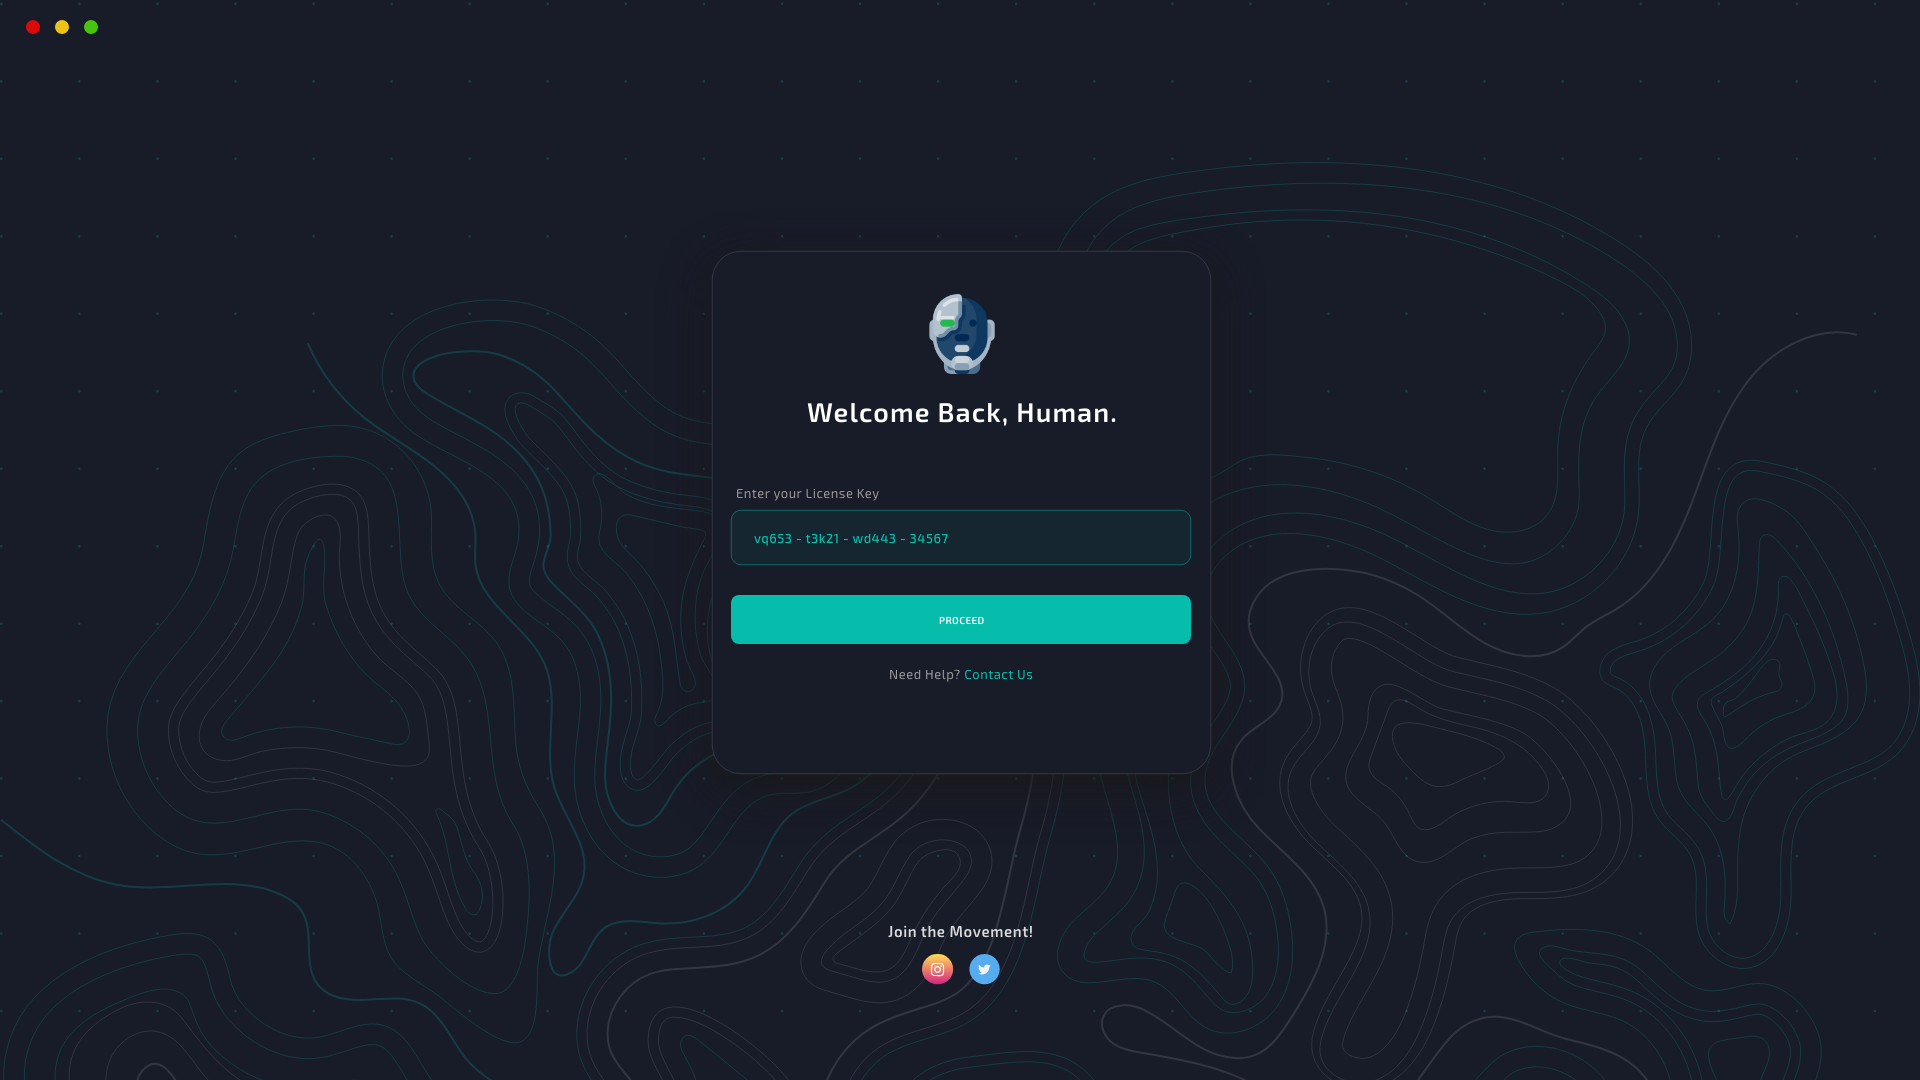 Welcome Back, Human.
Enter your License Key
vq653 - t3k21 - wd443 - 34567
PROCEED
Need Help? Contact Us
Join the Movement!